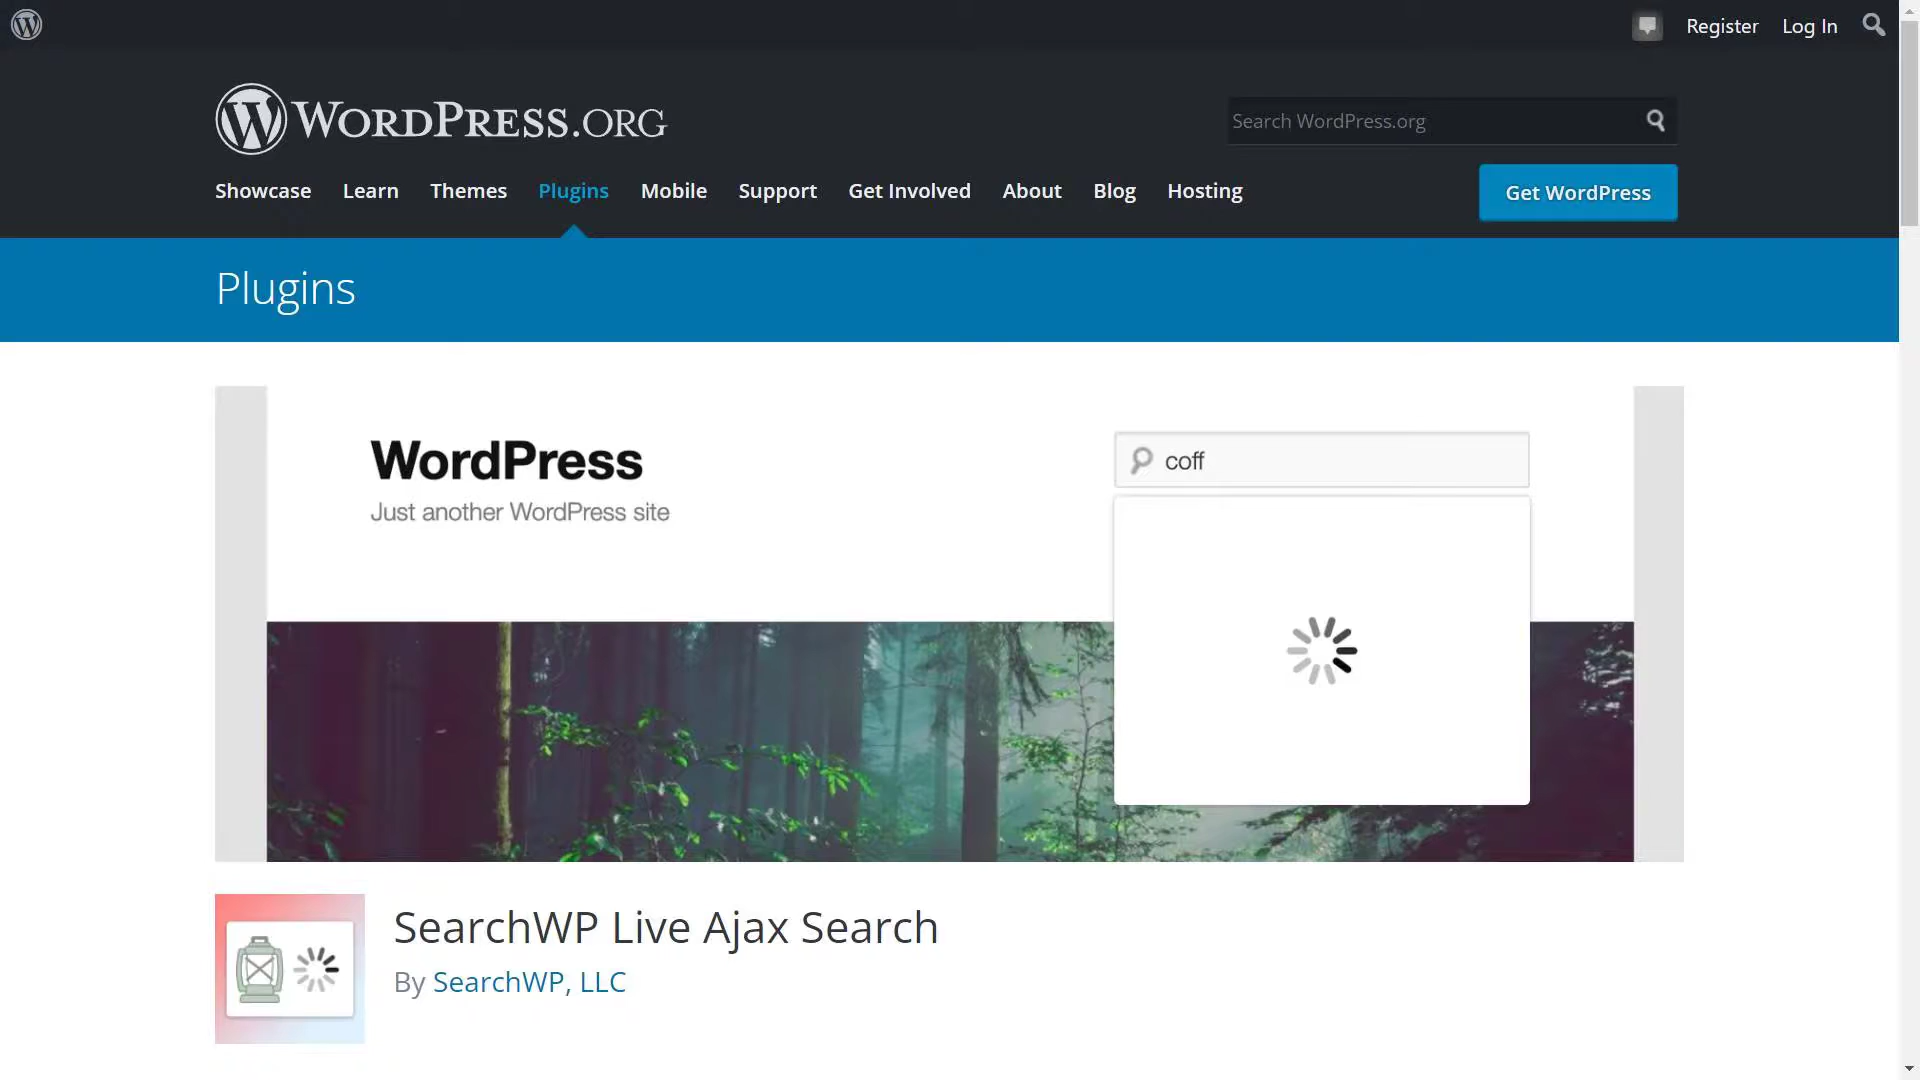 Register Log In
WORDPRESS.ORG
Search WordPress.org
Showcase Learn Themes Plugins Mobile Support Get Involved About Blog Hosting
Get WordPress
Plugins
WordPress
Just another WordPress site
coff
SearchWP Live Ajax Search
By SearchWP, LLC